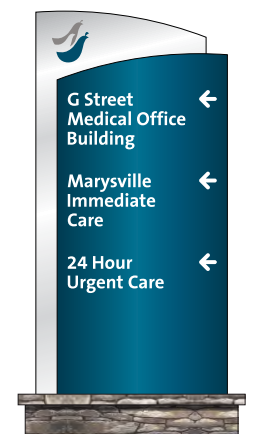 G Street
Medical Office
Building
Marysville
Immediate
Care
24 Hour
Urgent Care